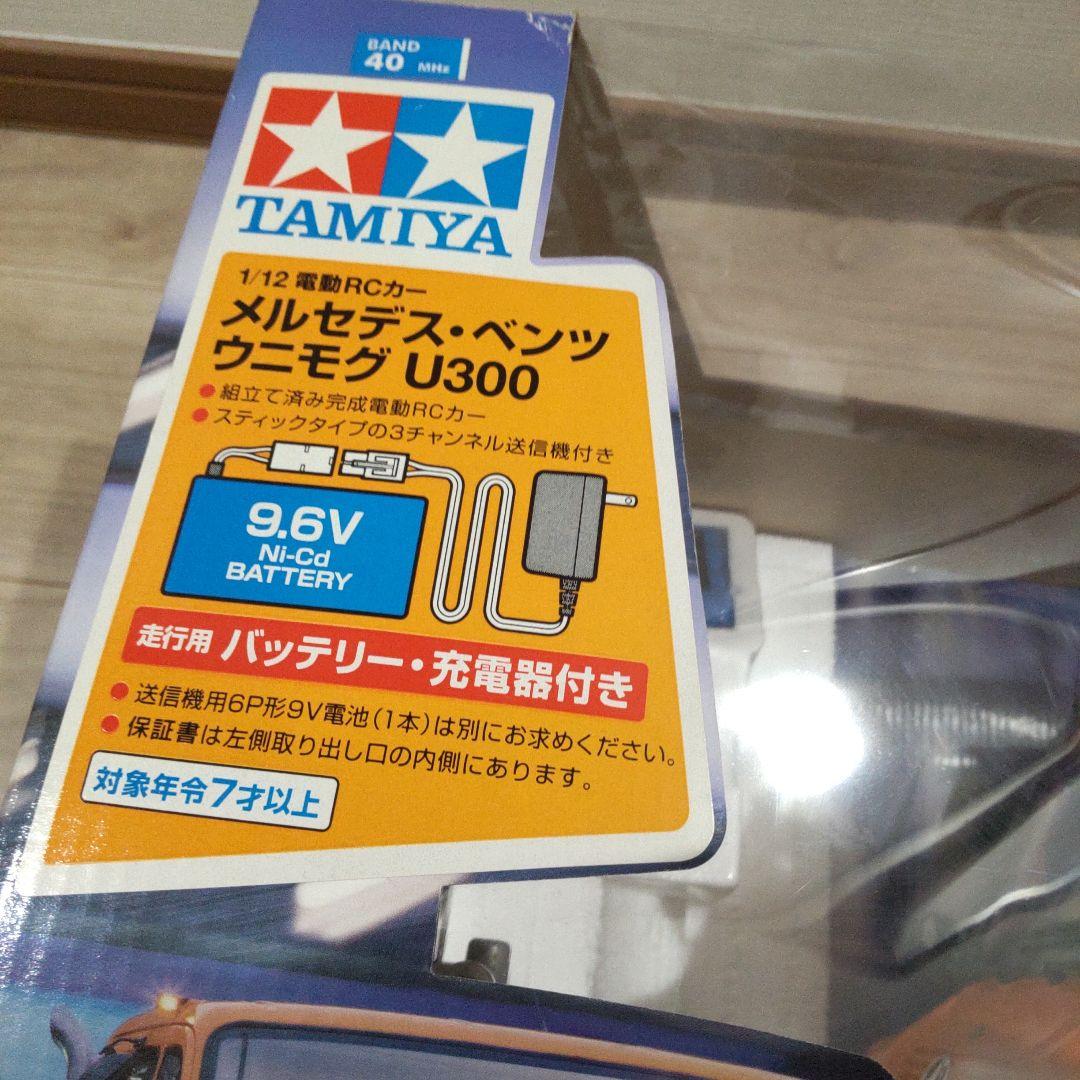 BAND
40 MHz
TAMIYA
1/12 電動RCカー
メルセデス・ベンツ
ウニモグ U300
●組立て済み完成電動RCカー
●スティックタイプの3チャンネル送信機付き
9.6V
Ni-Cd
BATTERY
走行用 バッテリー・充電器付き
●送信機用6P形9V電池(1本)は別にお求めください。
●保証書は左側取り出し口の内側にあります。
対象年令7才以上